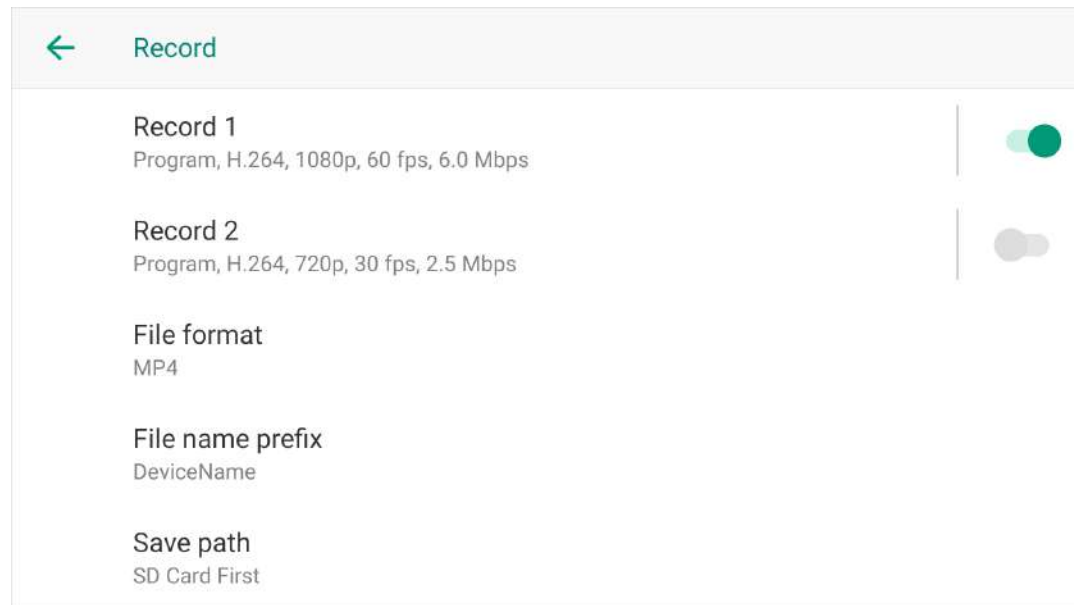 Record
Record 1
Program, H.264, 1080p, 60 fps, 6.0 Mbps
Record 2
Program, H.264, 720p, 30 fps, 2.5 Mbps
File format
MP4
File name prefix
DeviceName
Save path
SD Card First